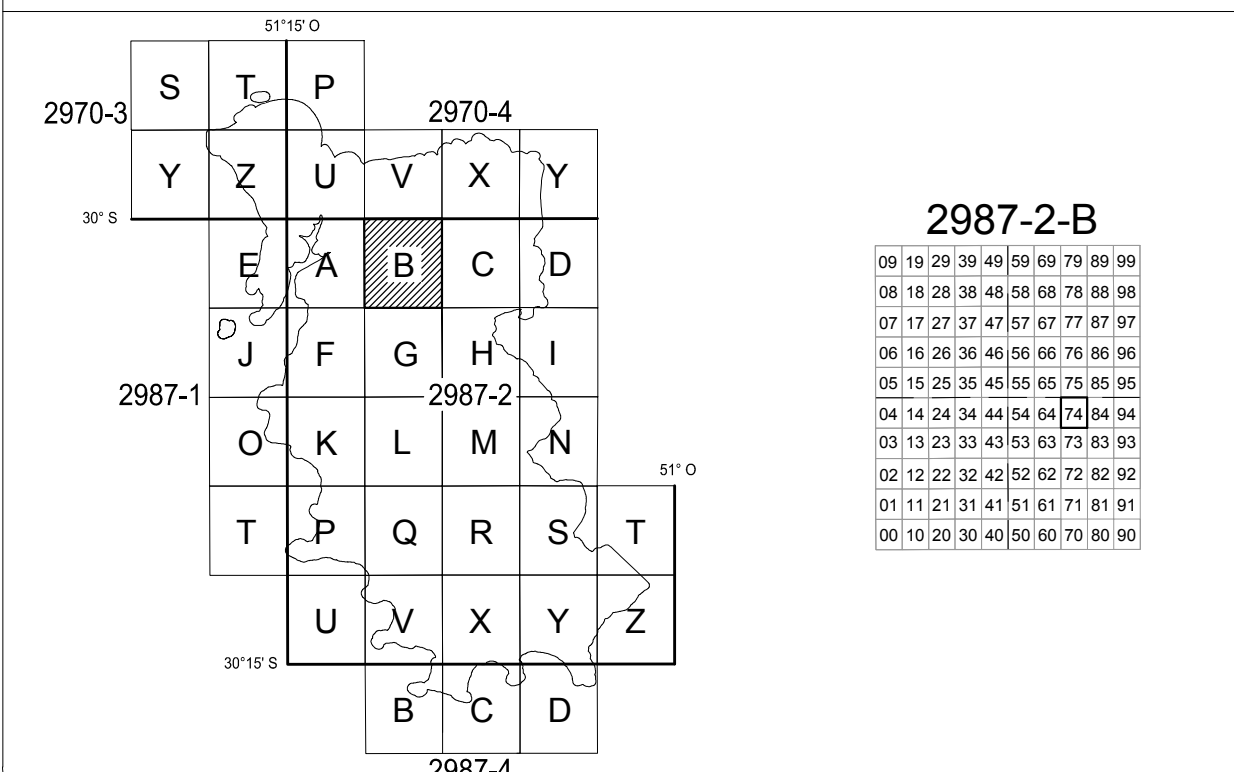 51°15' O
S T P
2970-3
2970-4
Y Z U V X Y
30° S
E A B C D
J F G H I
2987-1
2987-2
O K L M N
51° O
T P Q R S T
U V X Y Z
30°15' S
B C D
2987-4
2987-2-B
09 19 29 39 49 59 69 79 89 99
08 18 28 38 48 58 68 78 88 98
07 17 27 37 47 57 67 77 87 97
06 16 26 36 46 56 66 76 86 96
05 15 25 35 45 55 65 75 85 95
04 14 24 34 44 54 64 74 84 94
03 13 23 33 43 53 63 73 83 93
02 12 22 32 42 52 62 72 82 92
01 11 21 31 41 51 61 71 81 91
00 10 20 30 40 50 60 70 80 90